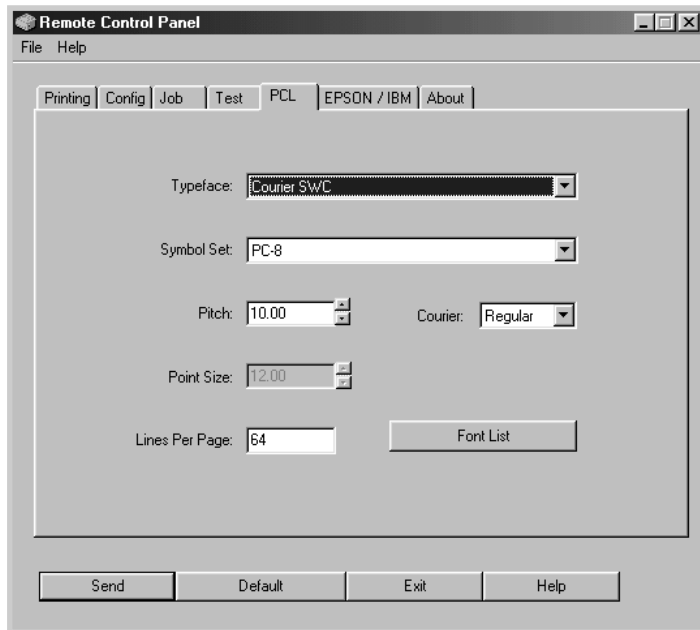 Remote Control Panel
File Help
Printing Config Job Test PCL EPSON / IBM About
Typeface: Courier SWC
Symbol Set: PC-8
Pitch: 10.00 Courier: Regular
Point Size: 12.00
Lines Per Page: 64 Font List
Send Default Exit Help